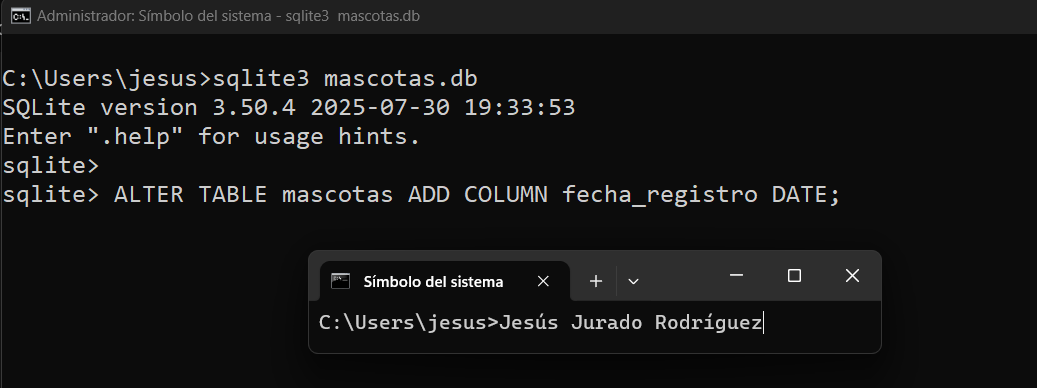 Administrador: Símbolo del sistema - sqlite3 mascotas.db
C:\Users\jesus>sqlite3 mascotas.db
SQLite version 3.50.4 2025-07-30 19:33:53
Enter ".help" for usage hints.
sqlite>
sqlite> ALTER TABLE mascotas ADD COLUMN fecha_registro DATE;
Símbolo del sistema
C:\Users\jesus>Jesús Jurado Rodríguez